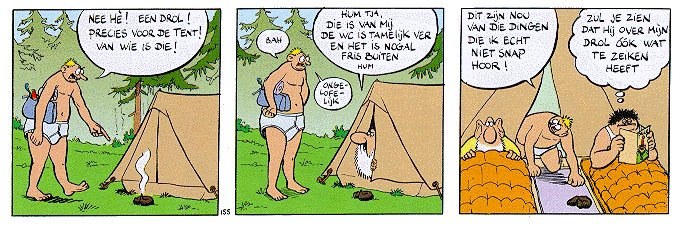 NEE HÈ! EEN DROL!
PRECIES VOOR DE TENT!
VAN WIE IS DIE!
155
BAH
HUM TJA,
DIE IS VAN MIJ
DE WC IS TAMELIJK VER
EN HET IS NOGAL
FRIS BUITEN
HUM
ONGE-
LOFE-
LIJK
DIT ZIJN NOU
VAN DIE DINGEN
DIE IK ECHT
NIET SNAP
HOOR!
ZUL JE ZIEN
DAT HIJ OVER MIJN
DROL ÓÓK WAT
TE ZEIKEN
HEEFT